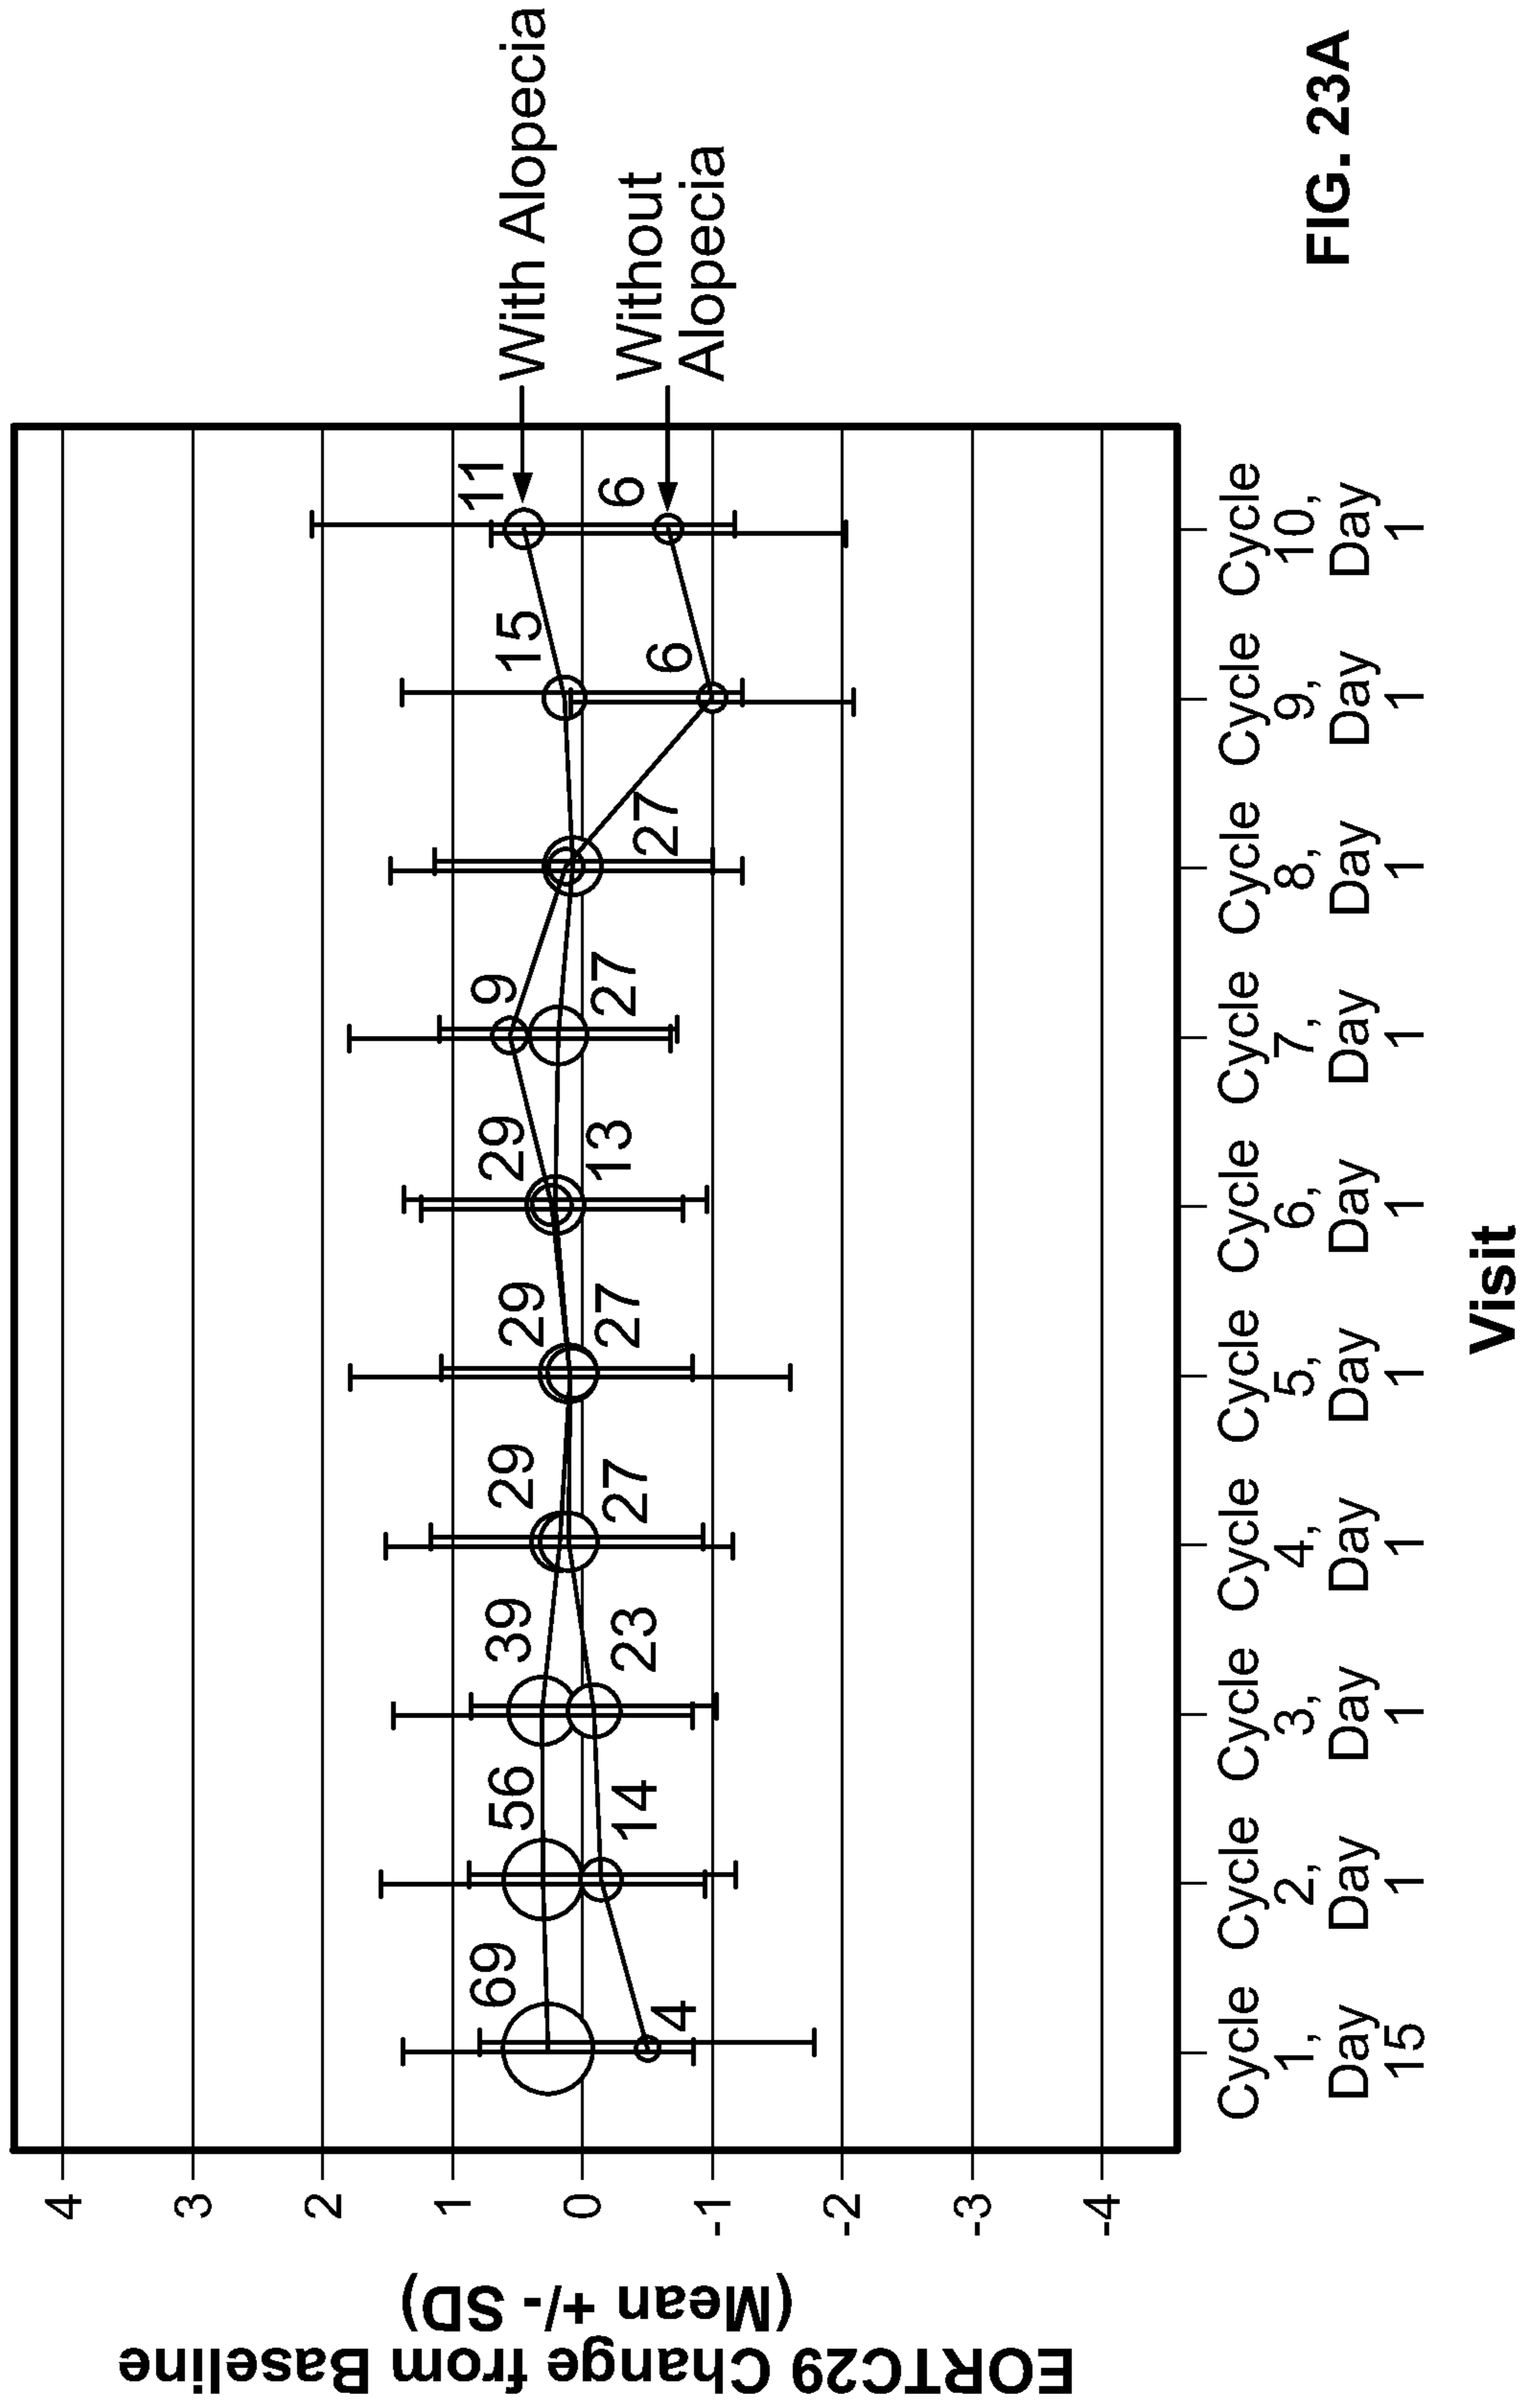 EORTC29 Change from Baseline
(Mean +/- SD)
4
3
2
1
0
-1
-2
-3
-4
69
4
56
14
39
23
29
27
29
27
29
13
9
27
27
15
6
11
6
With Alopecia
Without
Alopecia
Cycle
1,
Day
15
Cycle
2,
Day
1
Cycle
3,
Day
1
Cycle
4,
Day
1
Cycle
5,
Day
1
Cycle
6,
Day
1
Cycle
7,
Day
1
Cycle
8,
Day
1
Cycle
9,
Day
1
Cycle
10,
Day
1
Visit
FIG. 23A